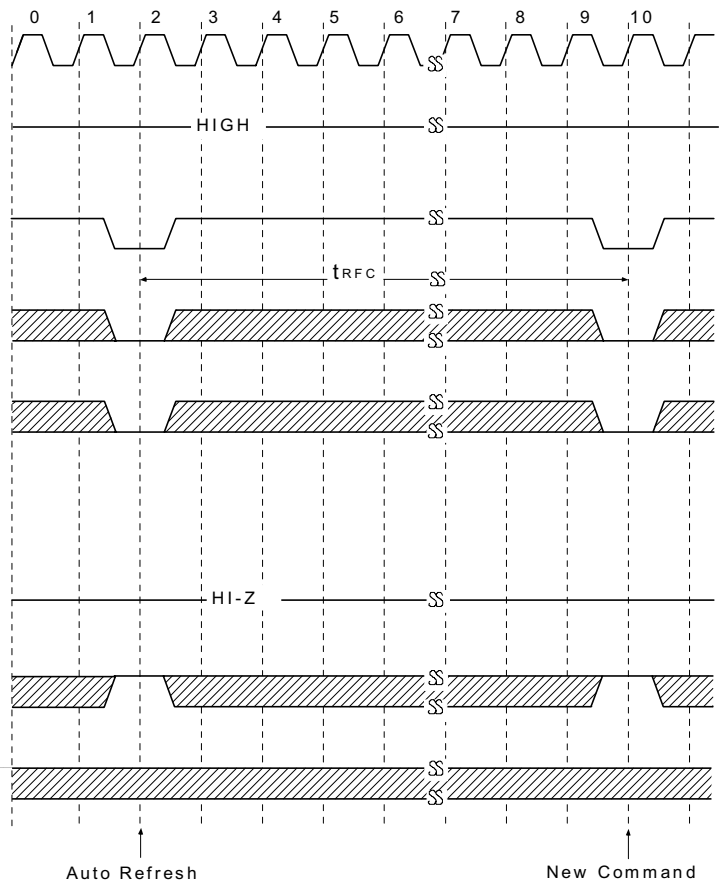 0 1 2 3 4 5 6 7 8 9 10
HIGH
tRFC
HI-Z
Auto Refresh
New Command